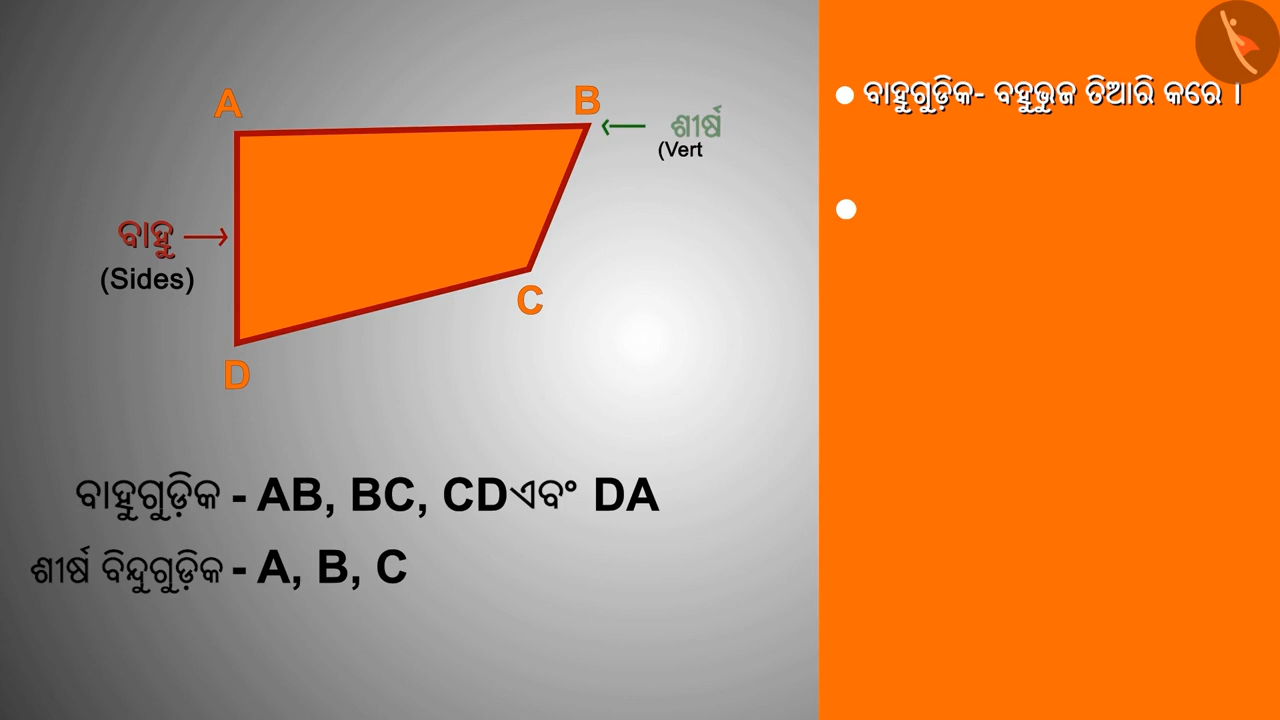 A
B
ଶୀର୍ଷ
(Vert
ବାହୁ
(Sides)
C
D
ବାହୁଗୁଡ଼ିକ - AB, BC, CDଏବଂ DA
ଶୀର୍ଷ ବିନ୍ଦୁଗୁଡ଼ିକ - A, B, C
ବାହୁଗୁଡ଼ିକ- ବହୁଭୁଜ ତିଆରି କରେ ।